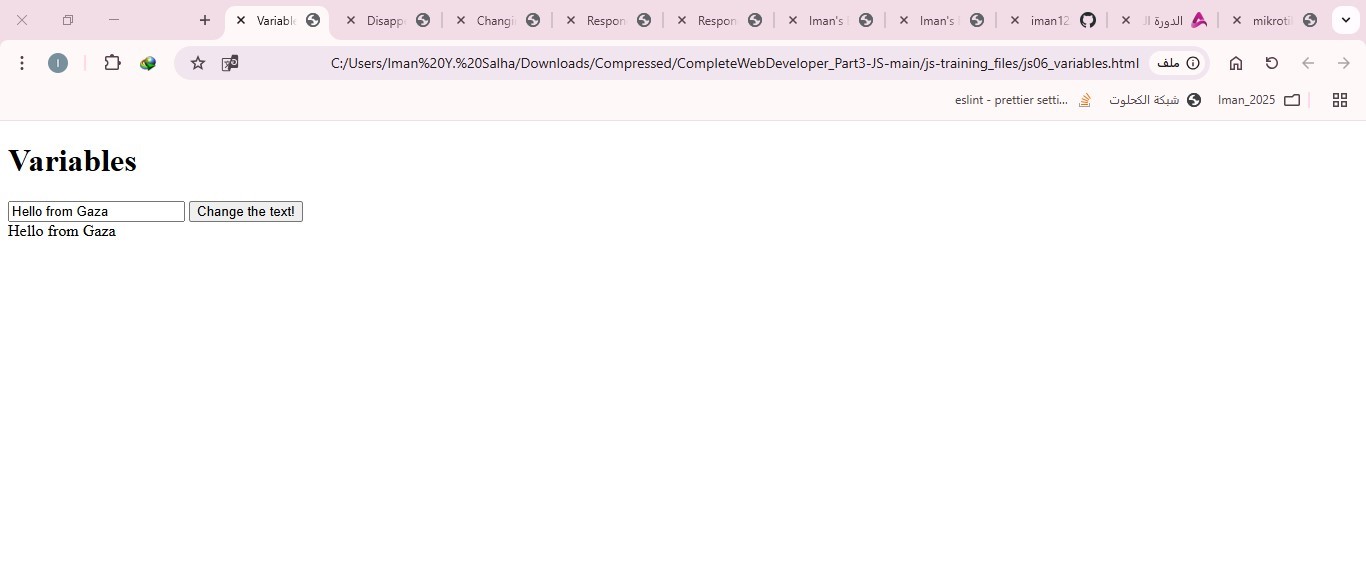 Variabl
Disapp
Changi
Respon
Respon
Iman's
Iman's
iman12
الدورة ال
mikroti
I
C:/Users/Iman%20Y.%20Salha/Downloads/Compressed/CompleteWebDeveloper_Part3-JS-main/js-training_files/js06_variables.html
ملف
eslint - prettier setti...
شبكة الكحلوت
Iman_2025
Variables
Hello from Gaza Change the text!
Hello from Gaza